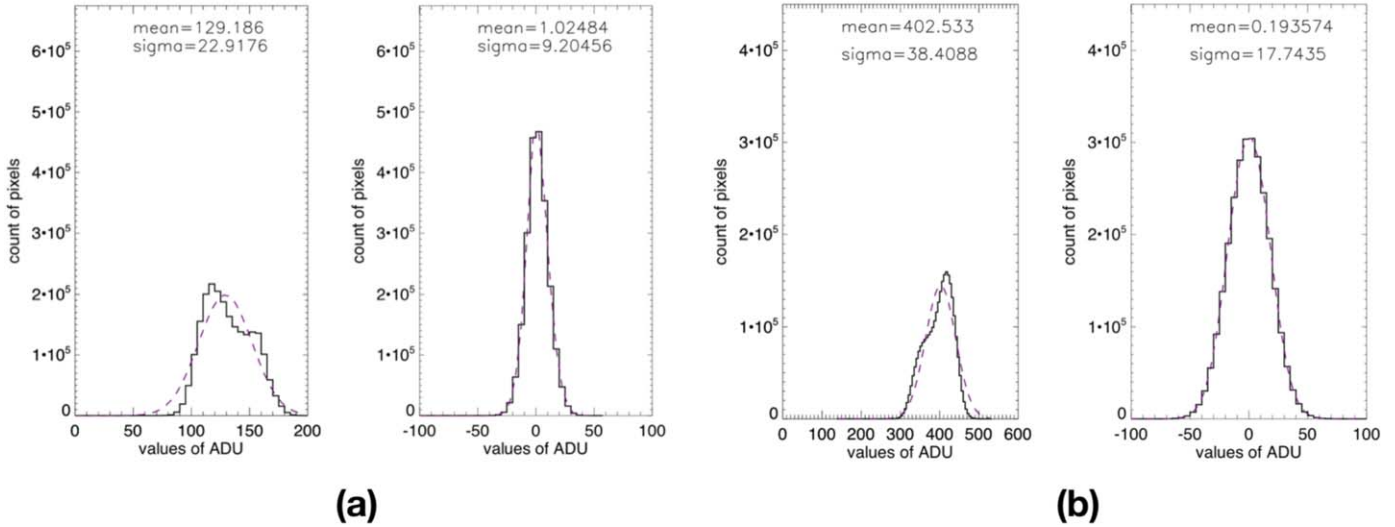 mean=129.186
sigma=22.9176
6•10⁵
5•10⁵
4•10⁵
3•10⁵
2•10⁵
1•10⁵
0
count of pixels
0 50 100 150 200
values of ADU
mean=1.02484
sigma=9.20456
6•10⁵
5•10⁵
4•10⁵
3•10⁵
2•10⁵
1•10⁵
0
count of pixels
-100 -50 0 50 100
values of ADU
(a)
mean=402.533
sigma=38.4088
4•10⁵
3•10⁵
2•10⁵
1•10⁵
0
count of pixels
0 100 200 300 400 500 600
values of ADU
mean=0.193574
sigma=17.7435
4•10⁵
3•10⁵
2•10⁵
1•10⁵
0
count of pixels
-100 -50 0 50 100
values of ADU
(b)